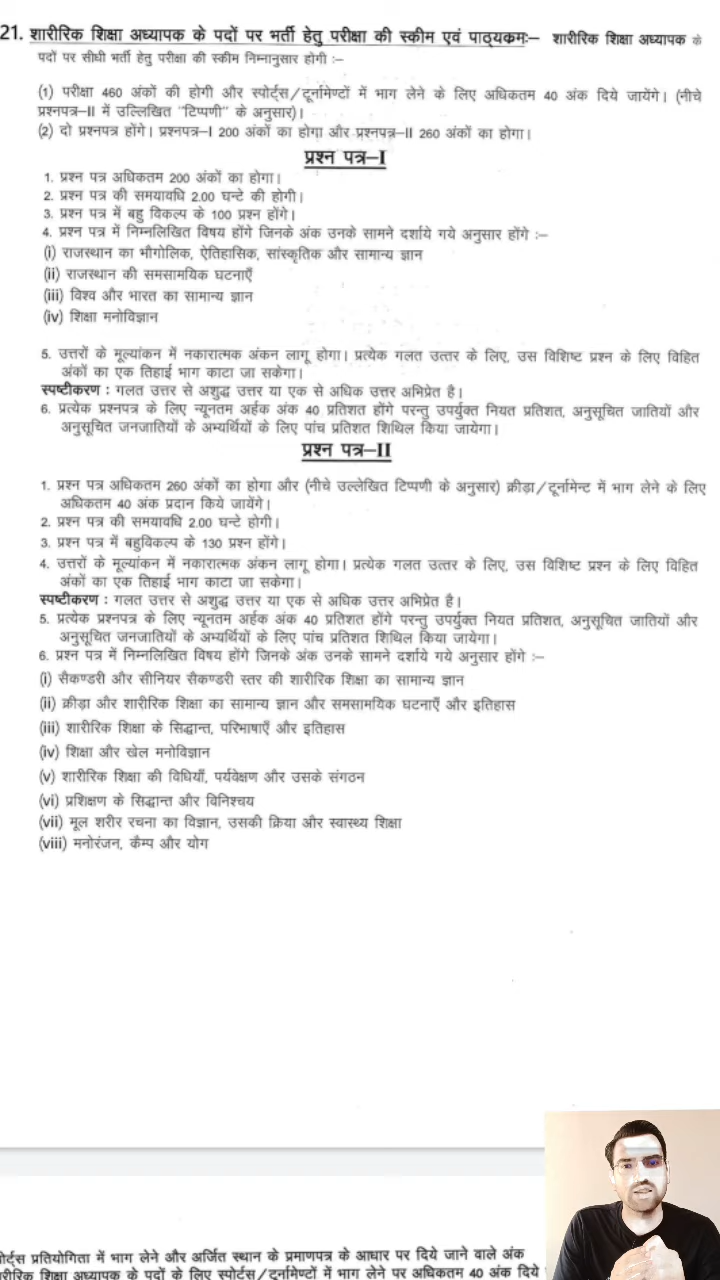 21. शारीरिक शिक्षा अध्यापक के पदों पर भर्ती हेतु परीक्षा की स्कीम एवं पाठ्यक्रमः– शारीरिक शिक्षा अध्यापक के
पदों पर सीधी भर्ती हेतु परीक्षा की स्कीम निम्नानुसार होगी :–
(1) परीक्षा 460 अंकों की होगी और स्पोर्ट्स/टूर्नामेण्टों में भाग लेने के लिए अधिकतम 40 अंक दिये जायेंगे। (नीचे
प्रश्नपत्र–II में उल्लिखित "टिप्पणी" के अनुसार)।
(2) दो प्रश्नपत्र होंगे। प्रश्नपत्र–I 200 अंकों का होगा और प्रश्नपत्र–II 260 अंकों का होगा।
प्रश्न पत्र–I
1. प्रश्न पत्र अधिकतम 200 अंकों का होगा।
2. प्रश्न पत्र की समयावधि 2.00 घन्टे की होगी।
3. प्रश्न पत्र में बहु विकल्प के 100 प्रश्न होंगे।
4. प्रश्न पत्र में निम्नलिखित विषय होंगे जिनके अंक उनके सामने दर्शाये गये अनुसार होंगे :–
(i) राजस्थान का भौगोलिक, ऐतिहासिक, सांस्कृतिक और सामान्य ज्ञान
(ii) राजस्थान की समसामयिक घटनाएँ
(iii) विश्व और भारत का सामान्य ज्ञान
(iv) शिक्षा मनोविज्ञान
5. उत्तरों के मूल्यांकन में नकारात्मक अंकन लागू होगा। प्रत्येक गलत उत्तर के लिए, उस विशिष्ट प्रश्न के लिए विहित
अंकों का एक तिहाई भाग काटा जा सकेगा।
स्पष्टीकरण : गलत उत्तर से अशुद्ध उत्तर या एक से अधिक उत्तर अभिप्रेत है।
6. प्रत्येक प्रश्नपत्र के लिए न्यूनतम अर्हक अंक 40 प्रतिशत होंगे परन्तु उपर्युक्त नियत प्रतिशत, अनुसूचित जातियों और
अनुसूचित जनजातियों के अभ्यर्थियों के लिए पांच प्रतिशत शिथिल किया जायेगा।
प्रश्न पत्र–II
1. प्रश्न पत्र अधिकतम 260 अंकों का होगा और (नीचे उल्लेखित टिप्पणी के अनुसार) क्रीड़ा/टूर्नामेन्ट में भाग लेने के लिए
अधिकतम 40 अंक प्रदान किये जायेंगे।
2. प्रश्न पत्र की समयावधि 2.00 घन्टे होगी।
3. प्रश्न पत्र में बहुविकल्प के 130 प्रश्न होंगे।
4. उत्तरों के मूल्यांकन में नकारात्मक अंकन लागू होगा। प्रत्येक गलत उत्तर के लिए, उस विशिष्ट प्रश्न के लिए विहित
अंकों का एक तिहाई भाग काटा जा सकेगा।
स्पष्टीकरण : गलत उत्तर से अशुद्ध उत्तर या एक से अधिक उत्तर अभिप्रेत है।
5. प्रत्येक प्रश्नपत्र के लिए न्यूनतम अर्हक अंक 40 प्रतिशत होंगे परन्तु उपर्युक्त नियत प्रतिशत, अनुसूचित जातियों और
अनुसूचित जनजातियों के अभ्यर्थियों के लिए पांच प्रतिशत शिथिल किया जायेगा।
6. प्रश्न पत्र में निम्नलिखित विषय होंगे जिनके अंक उनके सामने दर्शाये गये अनुसार होंगे :–
(i) सैकण्डरी और सीनियर सैकण्डरी स्तर की शारीरिक शिक्षा का सामान्य ज्ञान
(ii) क्रीड़ा और शारीरिक शिक्षा का सामान्य ज्ञान और समसामयिक घटनाएँ और इतिहास
(iii) शारीरिक शिक्षा के सिद्धान्त, परिभाषाएँ और इतिहास
(iv) शिक्षा और खेल मनोविज्ञान
(v) शारीरिक शिक्षा की विधियाँ, पर्यवेक्षण और उसके संगठन
(vi) प्रशिक्षण के सिद्धान्त और विनिश्चय
(vii) मूल शरीर रचना का विज्ञान, उसकी क्रिया और स्वास्थ्य शिक्षा
(viii) मनोरंजन, कैम्प और योग
प्रतियोगिता में भाग लेने और अर्जित स्थान के प्रमाणपत्र के आधार पर दिये जाने वाले अंक
शिक्षा अध्यापक के पदों के लिए स्पोर्ट्स/टूर्नामेण्टों में भाग लेने पर अधिकतम 40 अंक दिये